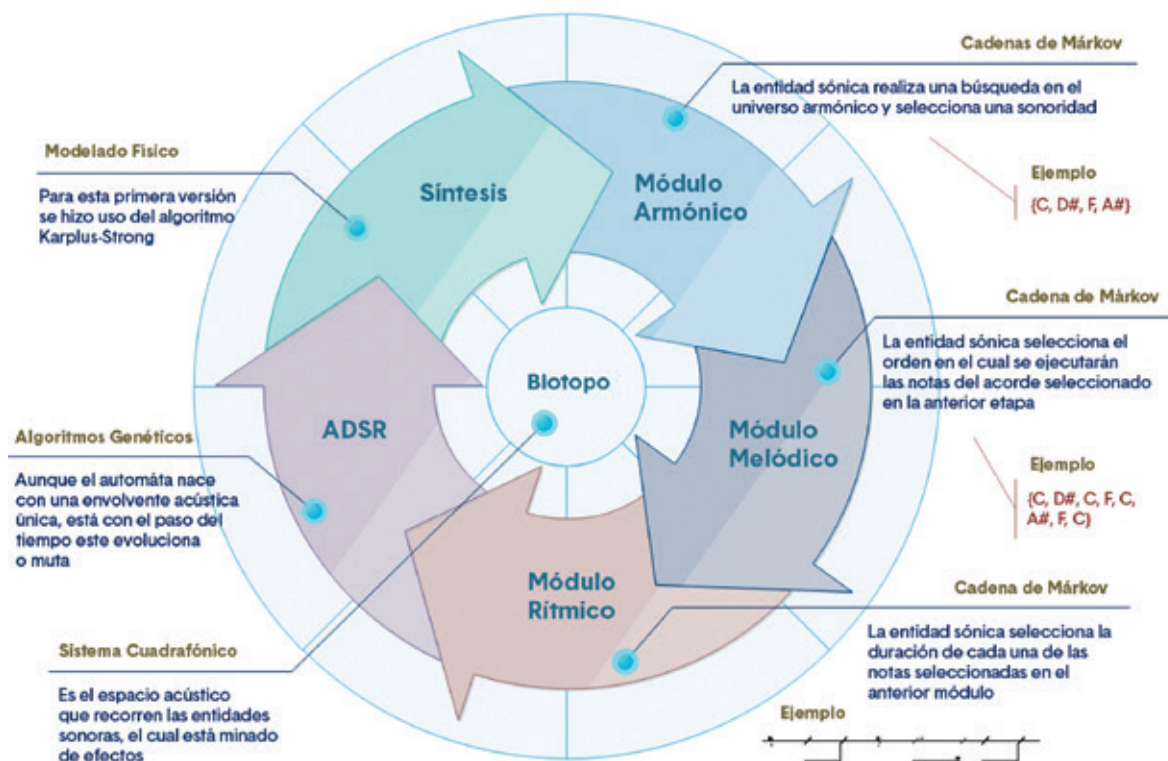 Cadenas de Márkov
La entidad sónica realiza una búsqueda en el
universo armónico y selecciona una sonoridad
Ejemplo
{C, D#, F, A#}
Modelado Físico
Para esta primera versión
se hizo uso del algoritmo
Karplus-Strong
Síntesis
Módulo
Armónico
Cadena de Márkov
La entidad sónica selecciona el
orden en el cual se ejecutarán
las notas del acorde seleccionado
en la anterior etapa
Ejemplo
{C, D#, C, F, C,
A#, F, C}
Biotopo
ADSR
Módulo
Melódico
Algoritmos Genéticos
Aunque el automáta nace
con una envolvente acústica
única, está con el paso del
tiempo este evoluciona
o muta
Módulo
Rítmico
Cadena de Márkov
La entidad sónica selecciona la
duración de cada una de las
notas seleccionadas en el
anterior módulo
Ejemplo
Sistema Cuadrafónico
Es el espacio acústico
que recorren las entidades
sonoras, el cual está minado
de efectos